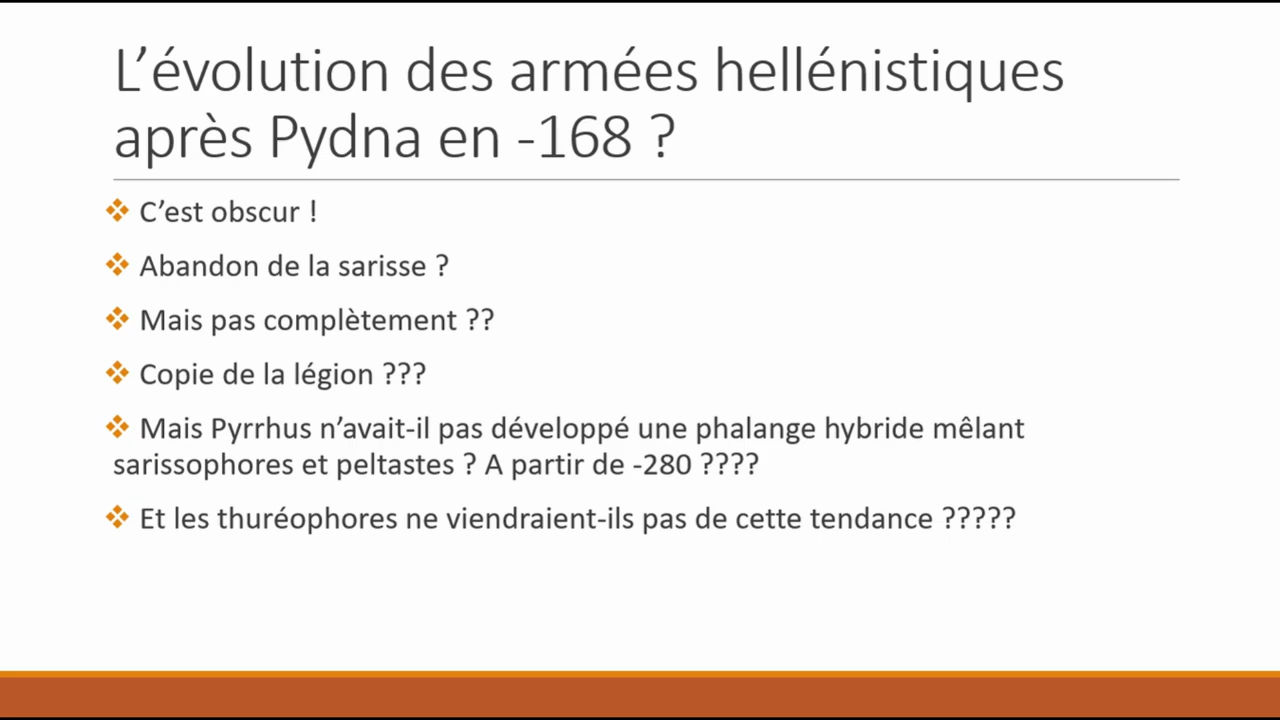 L’évolution des armées hellénistiques
après Pydna en -168 ?
❖ C’est obscur !
❖ Abandon de la sarisse ?
❖ Mais pas complètement ??
❖ Copie de la légion ???
❖ Mais Pyrrhus n’avait-il pas développé une phalange hybride mêlant
sarissophores et peltastes ? A partir de -280 ????
❖ Et les thuréophores ne viendraient-ils pas de cette tendance ?????